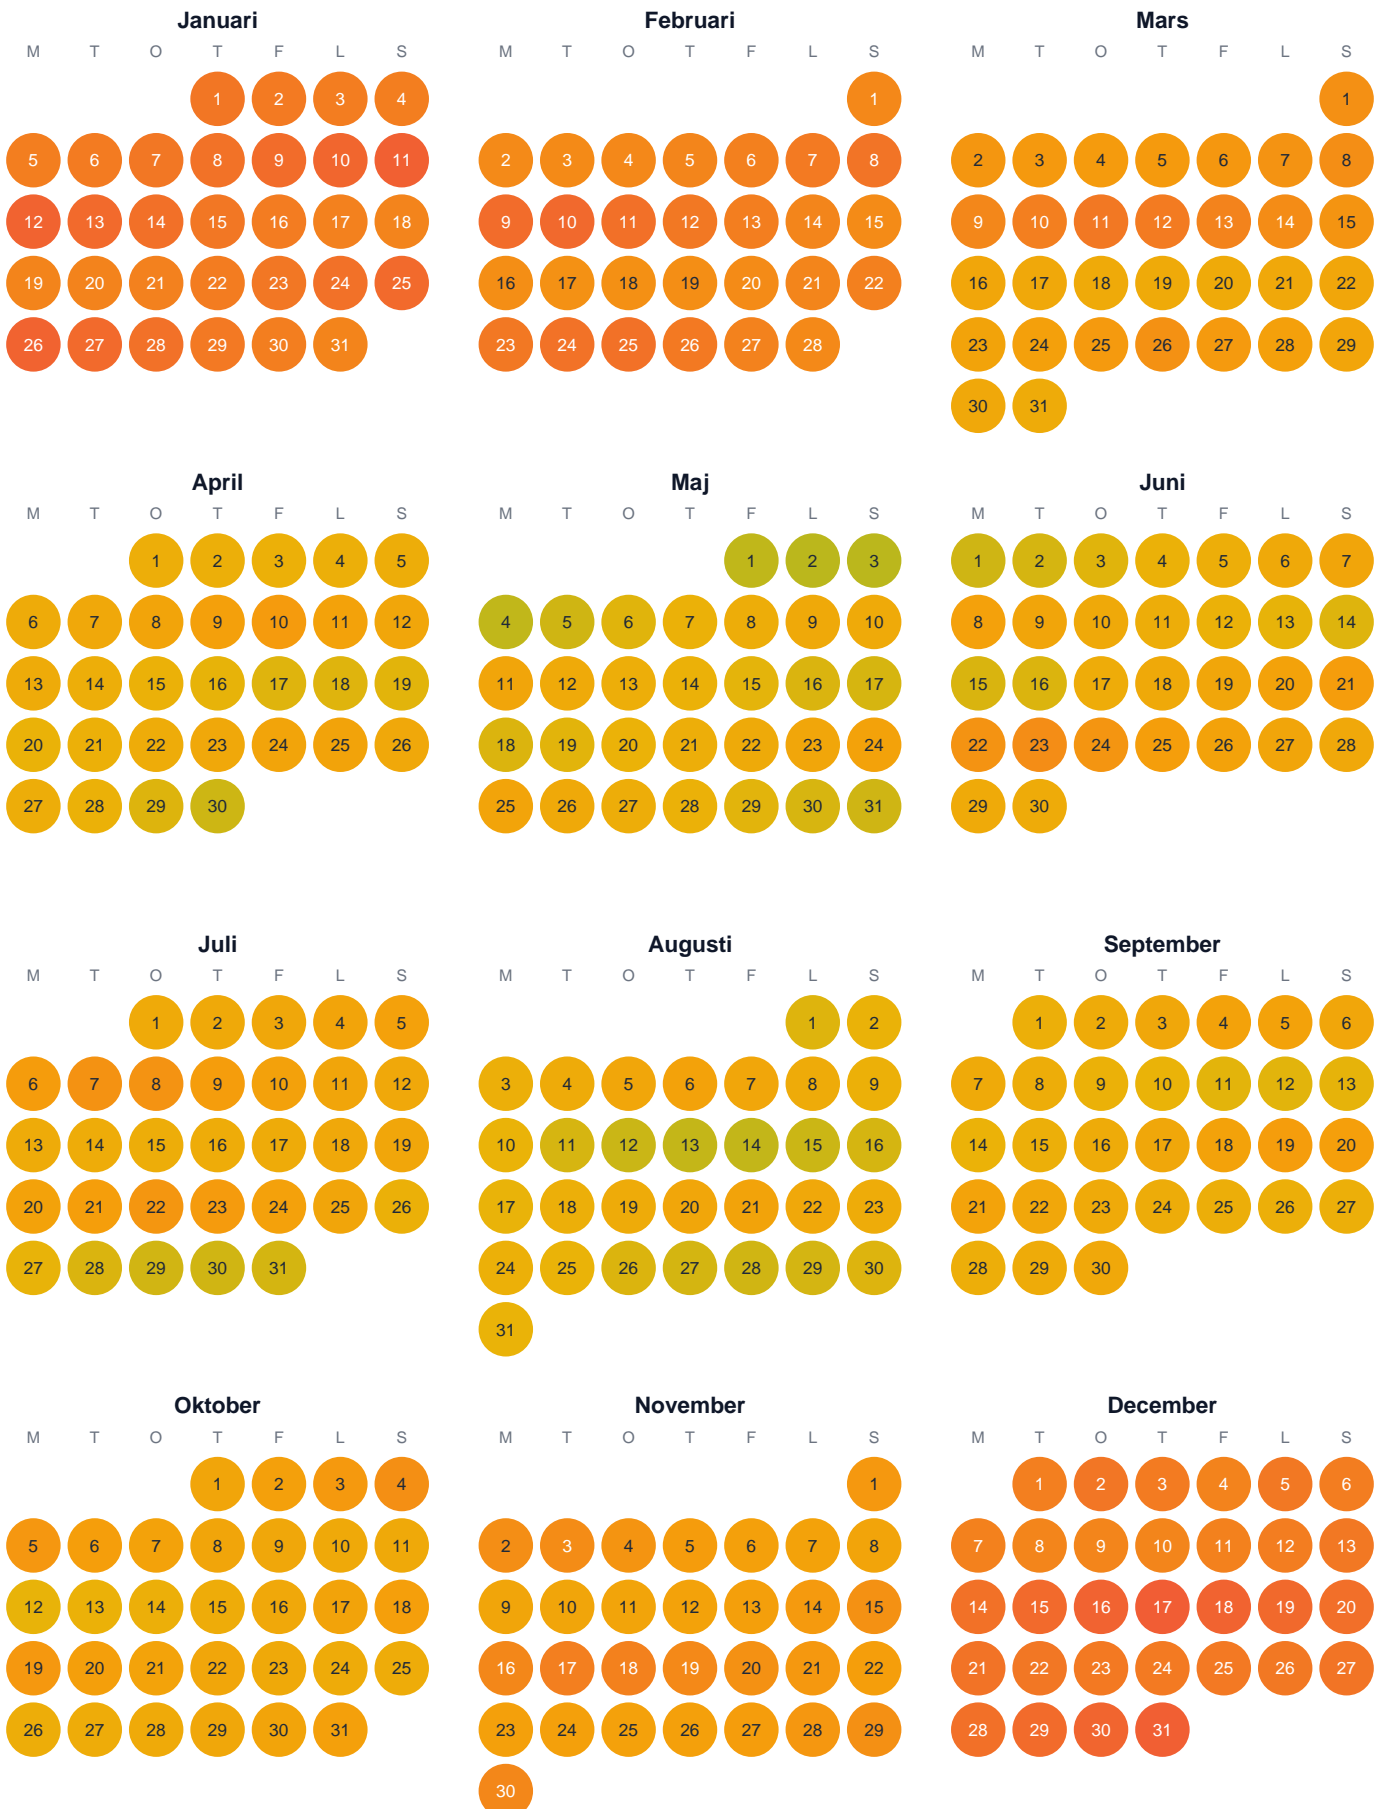 Januari Februari Mars
M T O T F L S M T O T F L S M T O T F L S
1 2 3 4 1 1
5 6 7 8 9 10 11 2 3 4 5 6 7 8 2 3 4 5 6 7 8
12 13 14 15 16 17 18 9 10 11 12 13 14 15 9 10 11 12 13 14 15
19 20 21 22 23 24 25 16 17 18 19 20 21 22 16 17 18 19 20 21 22
26 27 28 29 30 31 23 24 25 26 27 28 23 24 25 26 27 28 29
30 31
April Maj Juni
M T O T F L S M T O T F L S M T O T F L S
1 2 3 4 5 1 2 3 1 2 3 4 5 6 7
6 7 8 9 10 11 12 4 5 6 7 8 9 10 8 9 10 11 12 13 14
13 14 15 16 17 18 19 11 12 13 14 15 16 17 15 16 17 18 19 20 21
20 21 22 23 24 25 26 18 19 20 21 22 23 24 22 23 24 25 26 27 28
27 28 29 30 25 26 27 28 29 30 31 29 30
Juli Augusti September
M T O T F L S M T O T F L S M T O T F L S
1 2 3 4 5 1 2 1 2 3 4 5 6
6 7 8 9 10 11 12 3 4 5 6 7 8 9 7 8 9 10 11 12 13
13 14 15 16 17 18 19 10 11 12 13 14 15 16 14 15 16 17 18 19 20
20 21 22 23 24 25 26 17 18 19 20 21 22 23 21 22 23 24 25 26 27
27 28 29 30 31 24 25 26 27 28 29 30 28 29 30
31
Oktober November December
M T O T F L S M T O T F L S M T O T F L S
1 2 3 4 1 1 2 3 4 5 6
5 6 7 8 9 10 11 2 3 4 5 6 7 8 7 8 9 10 11 12 13
12 13 14 15 16 17 18 9 10 11 12 13 14 15 14 15 16 17 18 19 20
19 20 21 22 23 24 25 16 17 18 19 20 21 22 21 22 23 24 25 26 27
26 27 28 29 30 31 23 24 25 26 27 28 29 28 29 30 31
30